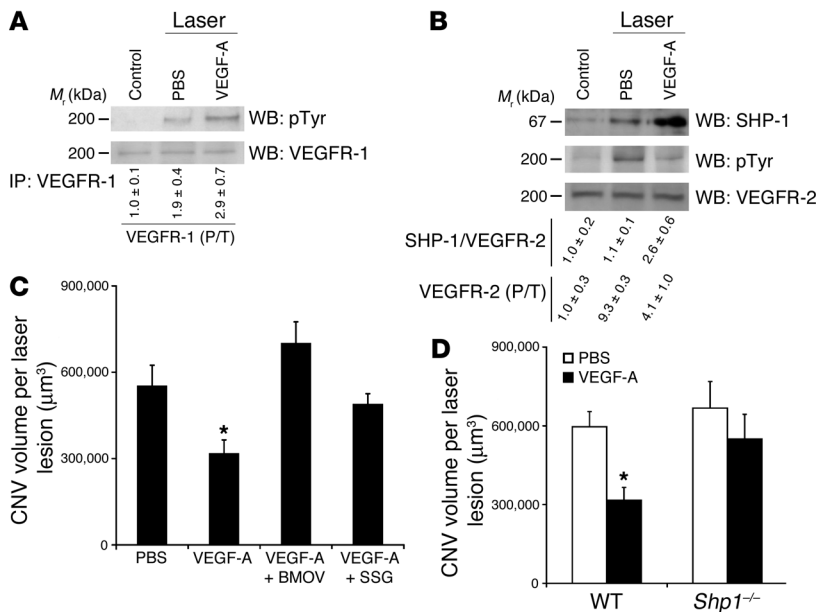 A
Laser
Control
PBS
VEGF-A
Mr (kDa)
200
WB: pTyr
200
WB: VEGFR-1
IP: VEGFR-1
1.0 ± 0.1
1.9 ± 0.4
2.9 ± 0.7
VEGFR-1 (P/T)
B
Laser
Control
PBS
VEGF-A
Mr (kDa)
67
WB: SHP-1
200
WB: pTyr
200
WB: VEGFR-2
SHP-1/VEGFR-2
1.0 ± 0.2
1.1 ± 0.1
2.6 ± 0.6
VEGFR-2 (P/T)
1.0 ± 0.3
9.3 ± 0.3
4.1 ± 1.0
C
CNV volume per laser
lesion (μm³)
900,000
600,000
300,000
0
*
PBS
VEGF-A
VEGF-A
+ BMOV
VEGF-A
+ SSG
D
CNV volume per laser
lesion (μm³)
900,000
600,000
300,000
0
PBS
VEGF-A
*
WT
Shp1⁻/⁻